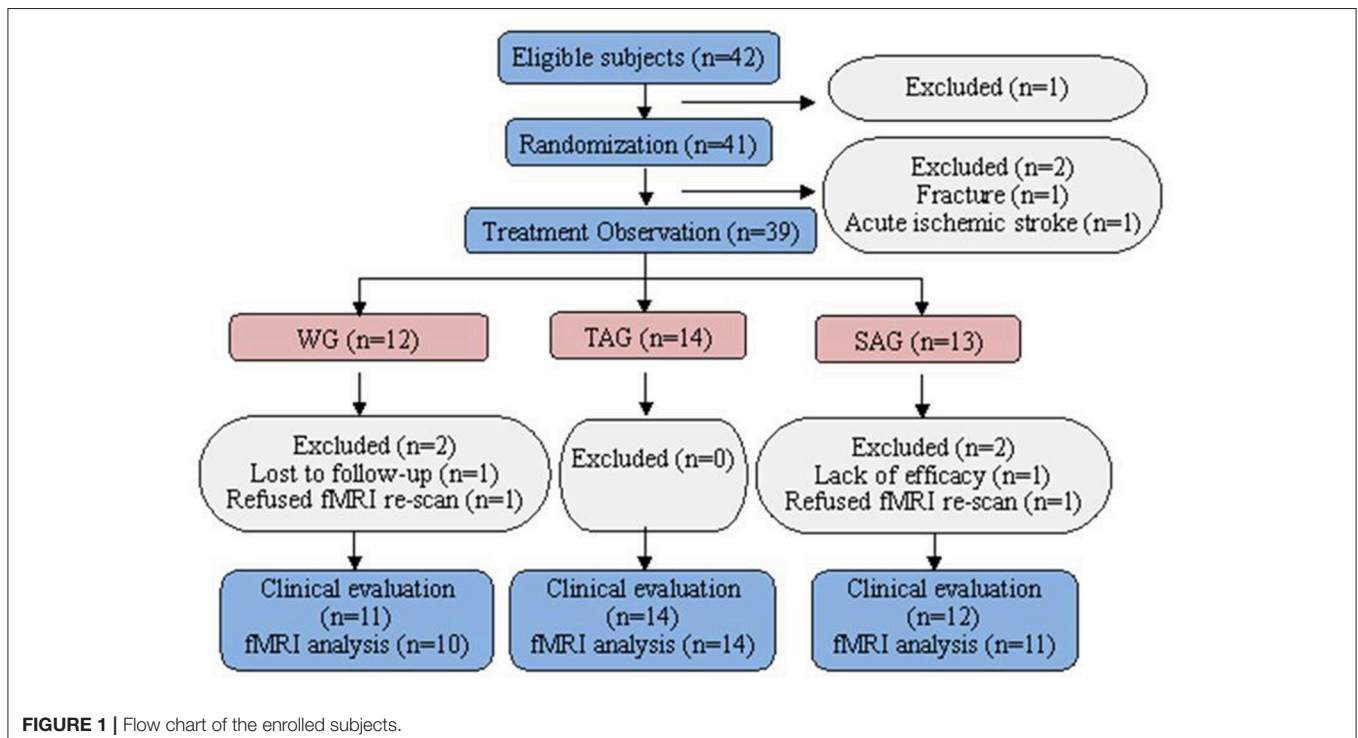 Eligible subjects (n=42)
Excluded (n=1)
Randomization (n=41)
Excluded (n=2)
Fracture (n=1)
Acute ischemic stroke (n=1)
Treatment Observation (n=39)
WG (n=12)
TAG (n=14)
SAG (n=13)
Excluded (n=2)
Lost to follow-up (n=1)
Refused fMRI re-scan (n=1)
Excluded (n=0)
Excluded (n=2)
Lack of efficacy (n=1)
Refused fMRI re-scan (n=1)
Clinical evaluation
(n=11)
fMRI analysis (n=10)
Clinical evaluation
(n=14)
fMRI analysis (n=14)
Clinical evaluation
(n=12)
fMRI analysis (n=11)
FIGURE 1 | Flow chart of the enrolled subjects.